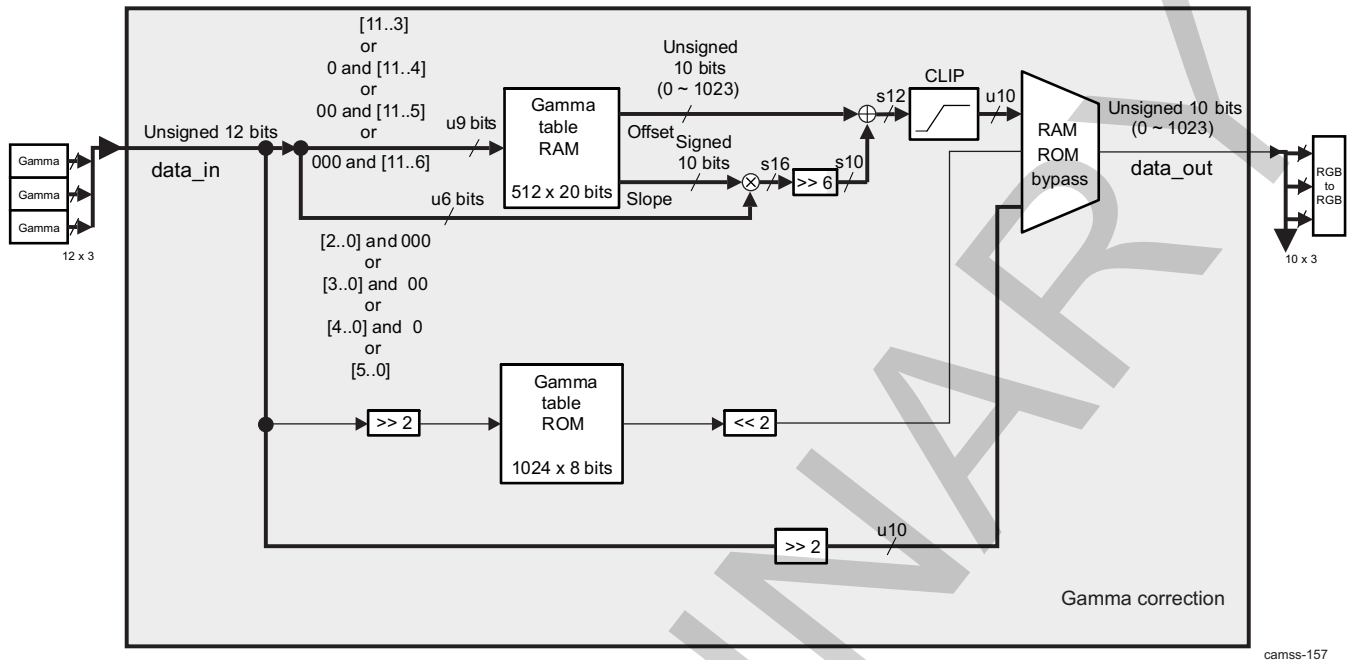 [11..3]
or
0 and [11..4]
or
00 and [11..5]
or
000 and [11..6]
Unsigned 12 bits
data_in
Gamma
Gamma
Gamma
12 x 3
u9 bits
u6 bits
Gamma
table
RAM
512 x 20 bits
Unsigned
10 bits
(0 ~ 1023)
Offset
Signed
10 bits
Slope
s16
>> 6
s10
s12
CLIP
u10
RAM
ROM
bypass
Unsigned 10 bits
(0 ~ 1023)
data_out
RGB
to
RGB
10 x 3
[2..0] and 000
or
[3..0] and 00
or
[4..0] and 0
or
[5..0]
>> 2
Gamma
table
ROM
1024 x 8 bits
<< 2
>> 2
u10
Gamma correction
camss-157
INARY